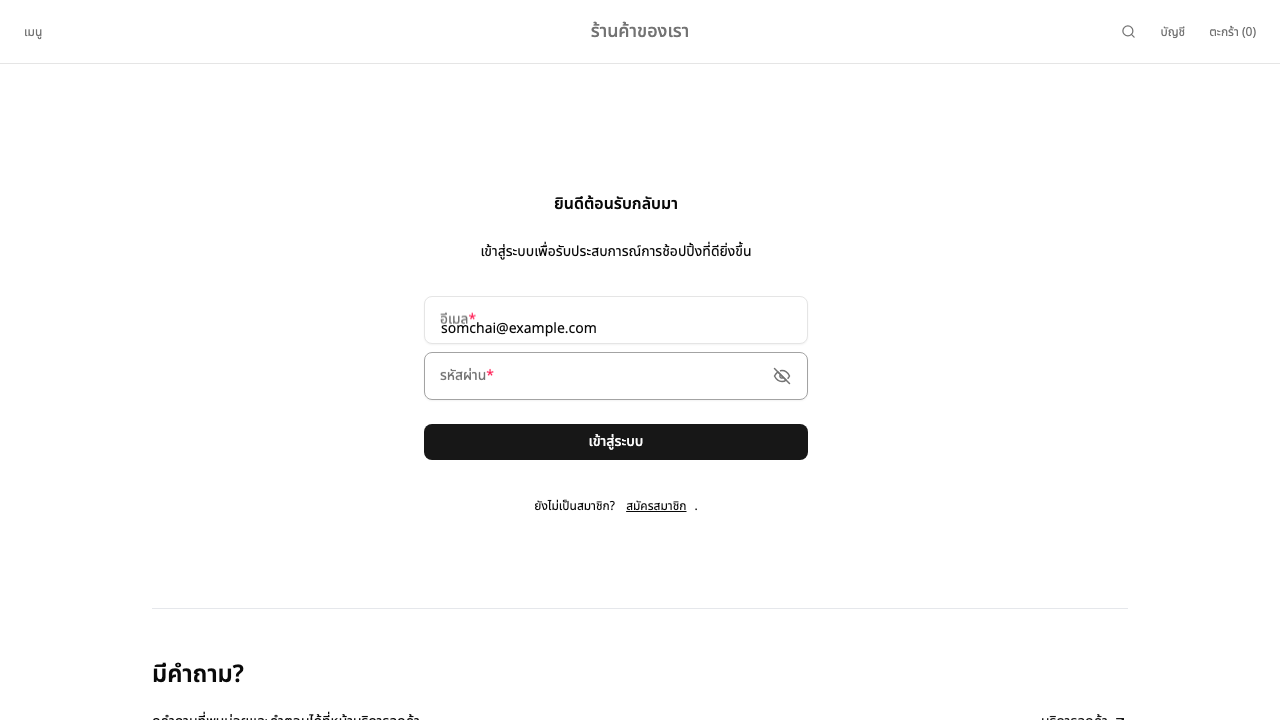 เมนู
ร้านค้าของเรา
บัญชี
ตะกร้า (0)
ยินดีต้อนรับกลับมา
เข้าสู่ระบบเพื่อรับประสบการณ์การช้อปปิ้งที่ดียิ่งขึ้น
อีเมล*
somchai@example.com
รหัสผ่าน*
เข้าสู่ระบบ
ยังไม่เป็นสมาชิก? สมัครสมาชิก .
มีคำถาม?